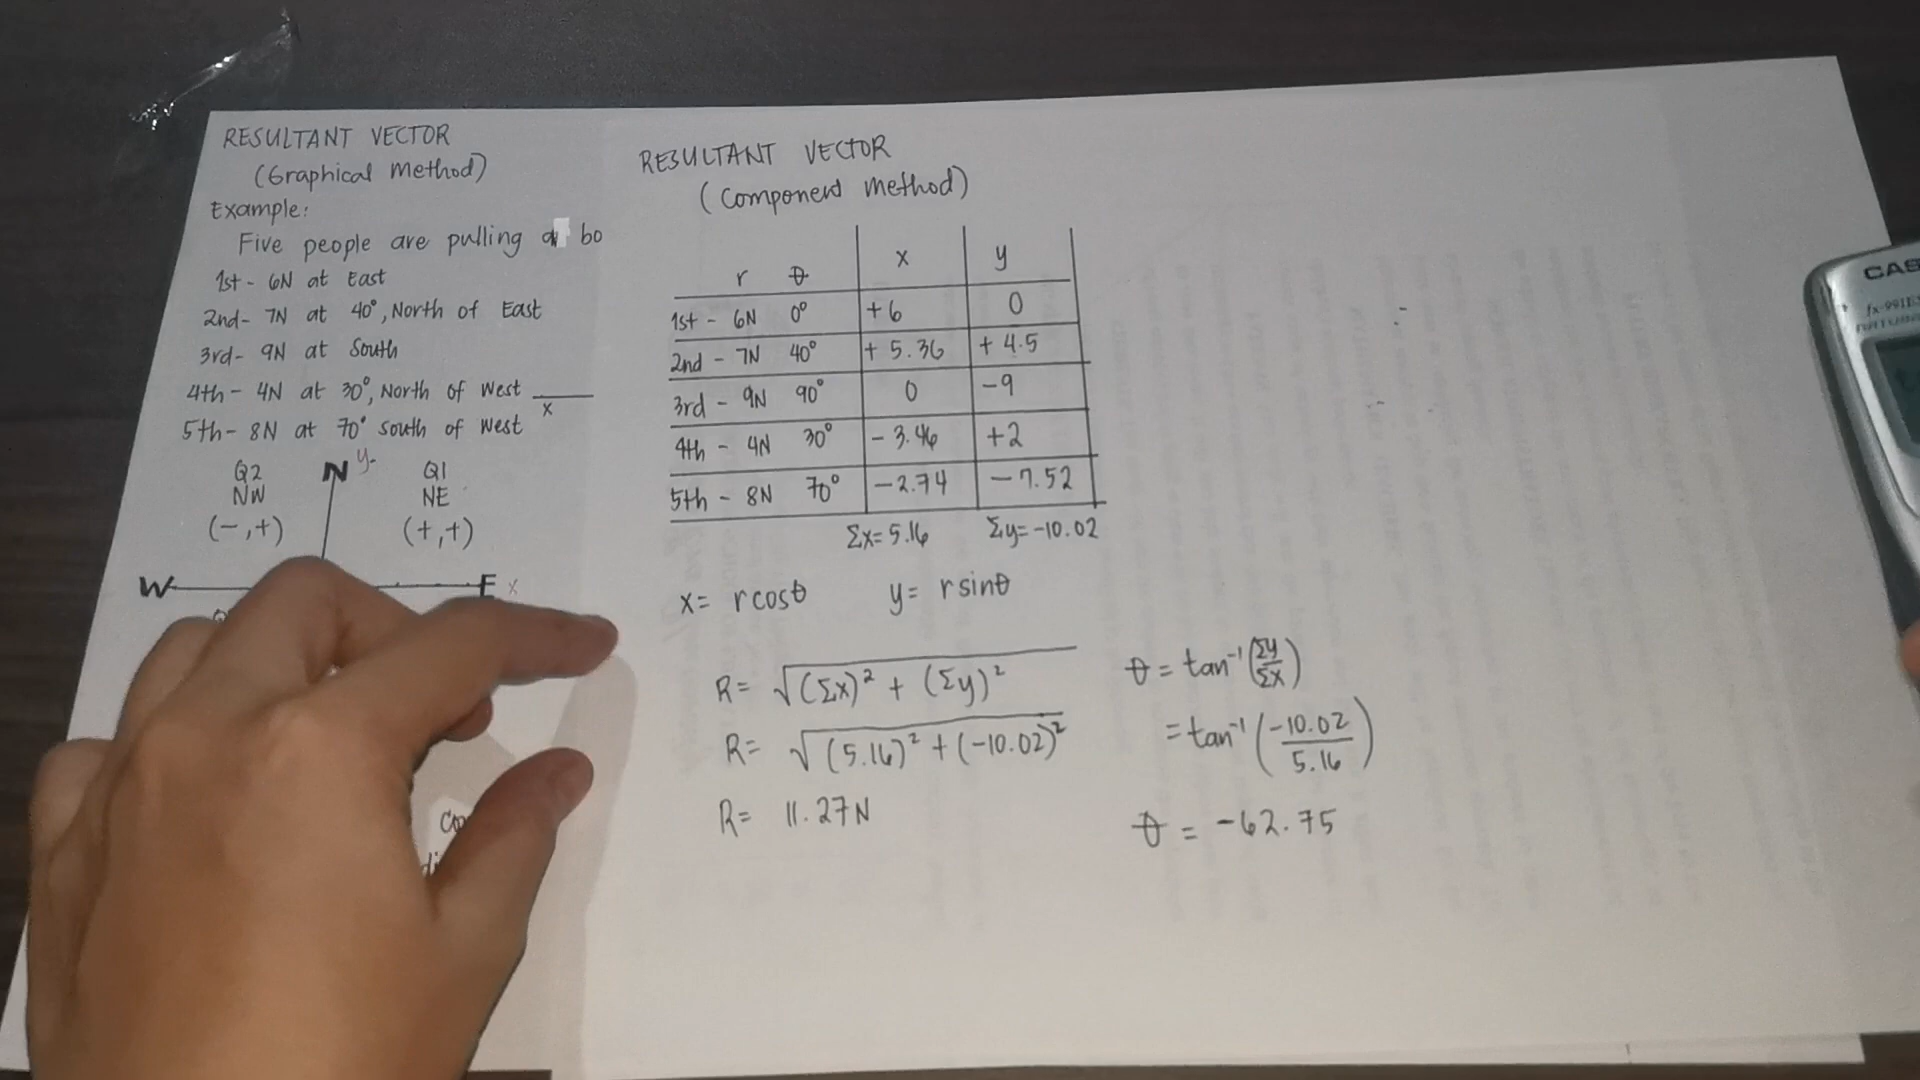 RESULTANT VECTOR
(Graphical Method)
Example:
Five people are pulling a bo
1st - 6N at East
2nd- 7N at 40°, North of East
3rd- 9N at South
4th- 4N at 30°, North of West
x
5th- 8N at 70° South of West
Q2 N y Q1
NW NE
(-,+) (+,+)
W E x
RESULTANT VECTOR
(Component Method)
r θ x y
1st - 6N 0° +6 0
2nd - 7N 40° + 5.36 + 4.5
3rd - 9N 90° 0 -9
4th - 4N 30° - 3.46 +2
5th - 8N 70° -2.74 - 7.52
Σx= 5.16 Σy= -10.02
x= rcosθ y= rsinθ
R= √(Σx)² + (Σy)²
R= √(5.16)² + (-10.02)²
R= 11.27N
θ = tan⁻¹(Σy/Σx)
= tan⁻¹(-10.02/5.16)
θ = -62.75
CAS
fx-991E